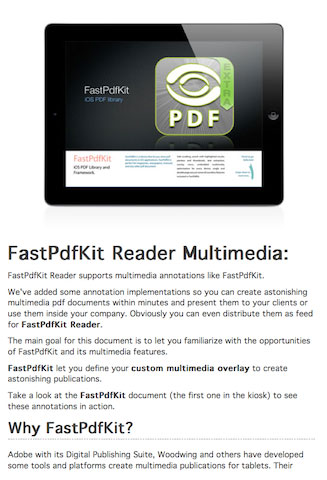 FastPdfKit
iOS PDF library
EXTRA
PDF
FastPdfKit
iOS PDF Library and
Framework.
FastPdfKit Reader Multimedia:
FastPdfKit Reader supports multimedia annotations like FastPdfKit.
We've added some annotation implementations so you can create astonishing
multimedia pdf documents within minutes and present them to your clients or
use them inside your company. Obviously you can even distribute them as feed
for FastPdfKit Reader.
The main goal for this document is to let you familiarize with the opportunities
of FastPdfKit and its multimedia features.
FastPdfKit let you define your custom multimedia overlay to create
astonishing publications.
Take a look at the FastPdfKit document (the first one in the kiosk) to see
these annotations in action.
Why FastPdfKit?
Adobe with its Digital Publishing Suite, Woodwing and others have developed
some tools and platforms create multimedia publications for tablets. Their